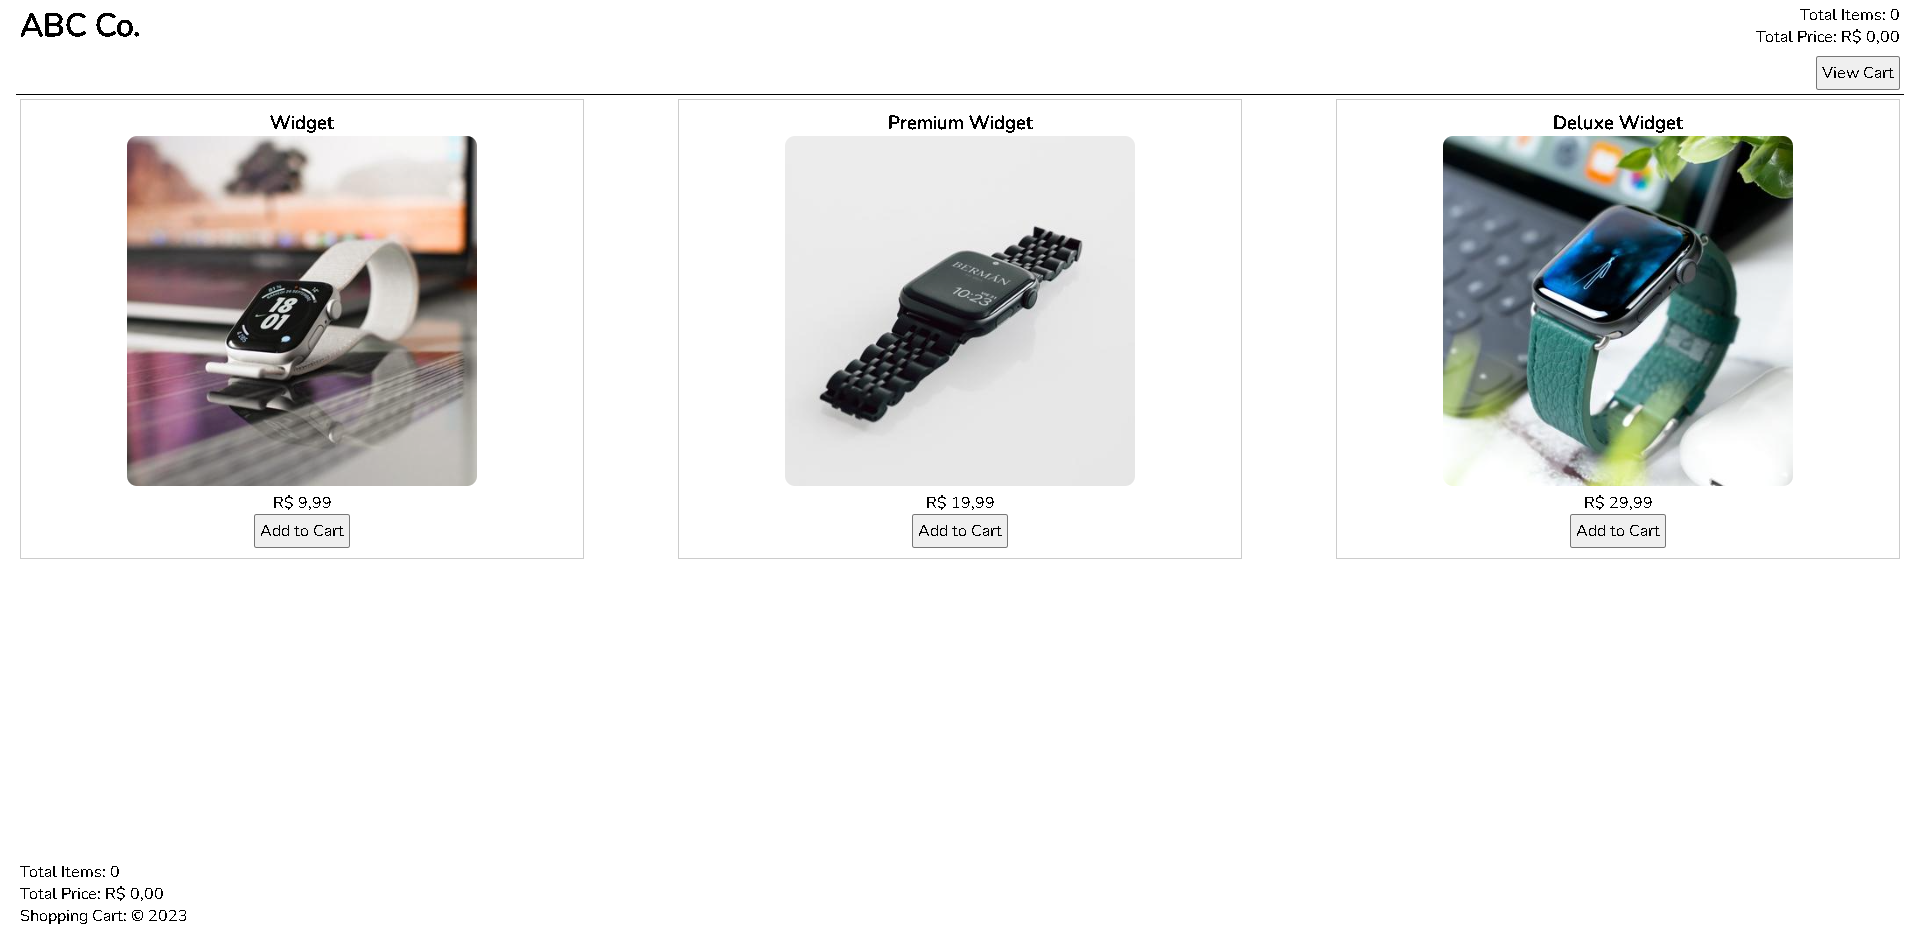 ABC Co.
Total Items: 0
Total Price: R$ 0,00
View Cart
Widget
Premium Widget
Deluxe Widget
18
01
BERMÁN
10:23
R$ 9,99
R$ 19,99
R$ 29,99
Add to Cart
Add to Cart
Add to Cart
Total Items: 0
Total Price: R$ 0,00
Shopping Cart: © 2023